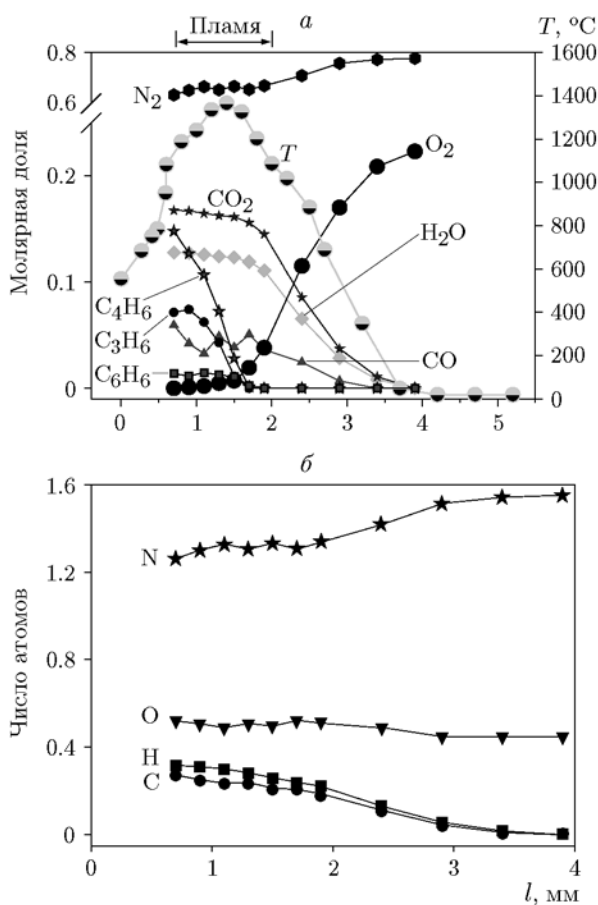 а
Пламя
T, °C
0.8
1600
N2
0.6
1400
1200
O2
T
0.2
1000
CO2
H2O
800
Молярная доля
0.1
600
C4H6
C3H6
400
CO
C6H6
200
0
0
0 1 2 3 4 5
б
1.6
N
1.2
Число атомов
0.8
O
0.4
H
C
0
0 1 2 3 4
l, мм